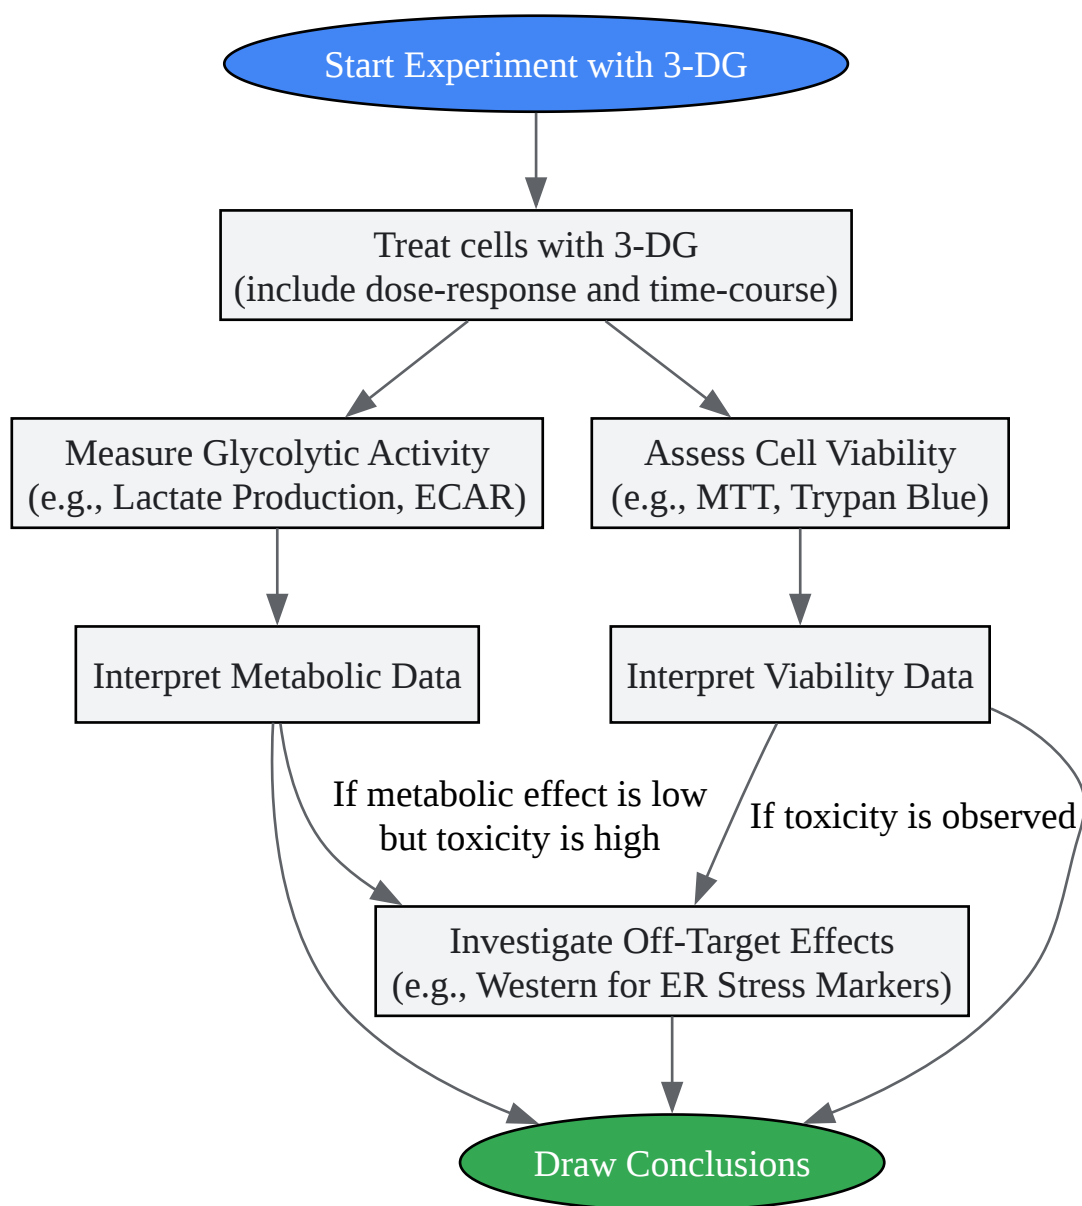 Start Experiment with 3-DG
Treat cells with 3-DG
(include dose-response and time-course)
Measure Glycolytic Activity
(e.g., Lactate Production, ECAR)
Assess Cell Viability
(e.g., MTT, Trypan Blue)
Interpret Metabolic Data
Interpret Viability Data
If metabolic effect is low
but toxicity is high
If toxicity is observed
Investigate Off-Target Effects
(e.g., Western for ER Stress Markers)
Draw Conclusions